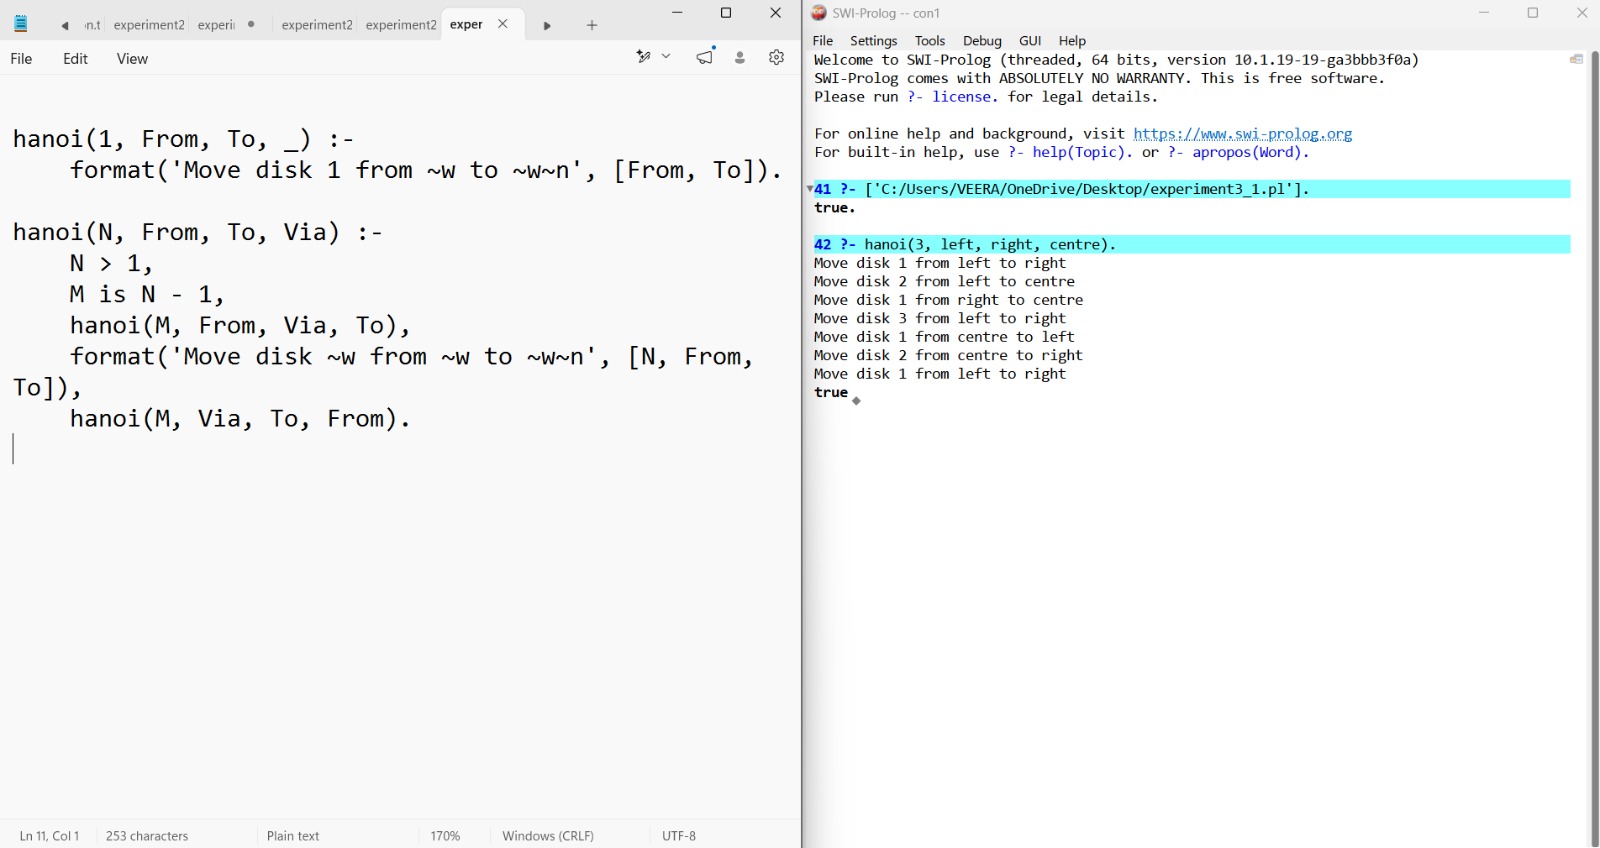 ın.t experiment2 experi experiment2 experiment2 exper
File Edit View
hanoi(1, From, To, _) :-
format('Move disk 1 from ~w to ~w~n', [From, To]).
hanoi(N, From, To, Via) :-
N > 1,
M is N - 1,
hanoi(M, From, Via, To),
format('Move disk ~w from ~w to ~w~n', [N, From,
To]),
hanoi(M, Via, To, From).
Ln 11, Col 1 253 characters Plain text 170% Windows (CRLF) UTF-8
SWI-Prolog -- con1
File Settings Tools Debug GUI Help
Welcome to SWI-Prolog (threaded, 64 bits, version 10.1.19-19-ga3bbb3f0a)
SWI-Prolog comes with ABSOLUTELY NO WARRANTY. This is free software.
Please run ?- license. for legal details.
For online help and background, visit https://www.swi-prolog.org
For built-in help, use ?- help(Topic). or ?- apropos(Word).
41 ?- ['C:/Users/VEERA/OneDrive/Desktop/experiment3_1.pl'].
true.
42 ?- hanoi(3, left, right, centre).
Move disk 1 from left to right
Move disk 2 from left to centre
Move disk 1 from right to centre
Move disk 3 from left to right
Move disk 1 from centre to left
Move disk 2 from centre to right
Move disk 1 from left to right
true